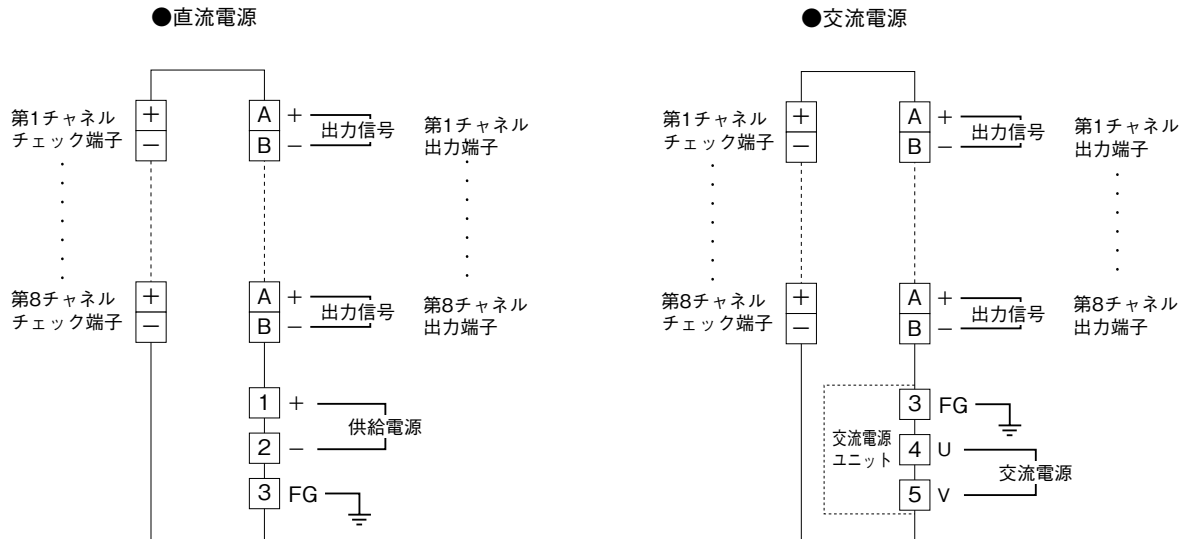 ●直流電源
第1チャネル
チェック端子
+
−
A
B
+
−
出力信号
第1チャネル
出力端子
第8チャネル
チェック端子
+
−
A
B
+
−
出力信号
第8チャネル
出力端子
1
+
2
−
供給電源
3
FG
●交流電源
第1チャネル
チェック端子
+
−
A
B
+
−
出力信号
第1チャネル
出力端子
第8チャネル
チェック端子
+
−
A
B
+
−
出力信号
第8チャネル
出力端子
交流電源
ユニット
3
FG
4
U
5
V
交流電源